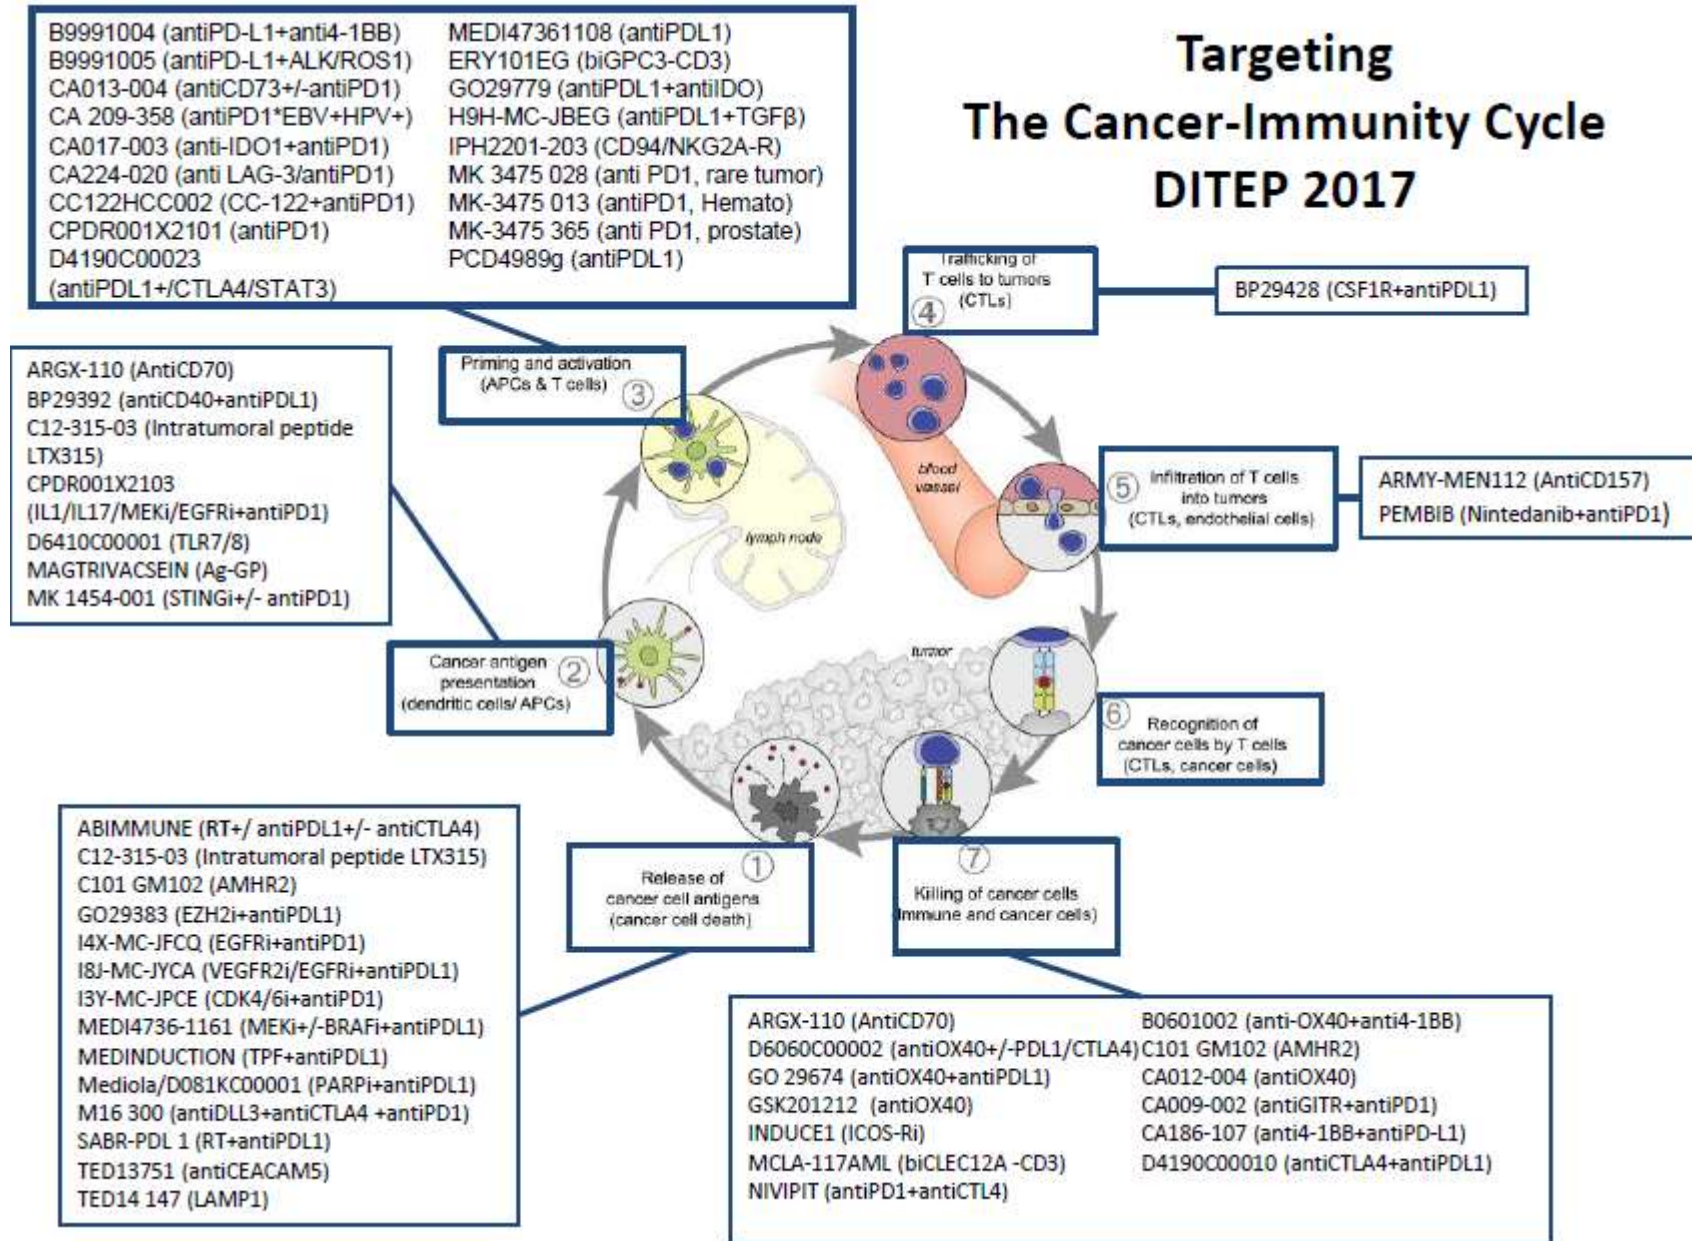 Targeting
The Cancer-Immunity Cycle
DITEP 2017
B9991004 (antiPD-L1+anti4-1BB)
B9991005 (antiPD-L1+ALK/ROS1)
CA013-004 (antiCD73+/-antiPD1)
CA 209-358 (antiPD1*EBV+HPV+)
CA017-003 (anti-IDO1+antiPD1)
CA224-020 (anti LAG-3/antiPD1)
CC122HCC002 (CC-122+antiPD1)
CPDR001X2101 (antiPD1)
D4190C00023
(antiPDL1+/CTLA4/STAT3)
MEDI47361108 (antiPDL1)
ERY101EG (biGPC3-CD3)
GO29779 (antiPDL1+antiIDO)
H9H-MC-JBEG (antiPDL1+TGFβ)
IPH2201-203 (CD94/NKG2A-R)
MK 3475 028 (anti PD1, rare tumor)
MK-3475 013 (antiPD1, Hemato)
MK-3475 365 (anti PD1, prostate)
PCD4989g (antiPDL1)
Trafficking of
T cells to tumors
(CTLs)
4
BP29428 (CSF1R+antiPDL1)
Priming and activation
(APCs & T cells)
3
ARGX-110 (AntiCD70)
BP29392 (antiCD40+antiPDL1)
C12-315-03 (Intratumoral peptide
LTX315)
CPDR001X2103
(IL1/IL17/MEKi/EGFRi+antiPD1)
D6410C00001 (TLR7/8)
MAGTRIVACSEIN (Ag-GP)
MK 1454-001 (STINGi+/- antiPD1)
blood
vessel
lymph node
5
Infiltration of T cells
into tumors
(CTLs, endothelial cells)
ARMY-MEN112 (AntiCD157)
PEMBIB (Nintedanib+antiPD1)
Cancer antigen
presentation
(dendritic cells/ APCs)
2
tumor
6
Recognition of
cancer cells by T cells
(CTLs, cancer cells)
1
Release of
cancer cell antigens
(cancer cell death)
7
Killing of cancer cells
Immune and cancer cells)
ABIMMUNE (RT+/ antiPDL1+/- antiCTLA4)
C12-315-03 (Intratumoral peptide LTX315)
C101 GM102 (AMHR2)
GO29383 (EZH2i+antiPDL1)
I4X-MC-JFCQ (EGFRi+antiPD1)
I8J-MC-JYCA (VEGFR2i/EGFRi+antiPDL1)
I3Y-MC-JPCE (CDK4/6i+antiPD1)
MEDI4736-1161 (MEKi+/-BRAFi+antiPDL1)
MEDINDUCTION (TPF+antiPDL1)
Mediola/D081KC00001 (PARPi+antiPDL1)
M16 300 (antiDLL3+antiCTLA4 +antiPD1)
SABR-PDL 1 (RT+antiPDL1)
TED13751 (antiCEACAM5)
TED14 147 (LAMP1)
ARGX-110 (AntiCD70)
D6060C00002 (antiOX40+/-PDL1/CTLA4)
GO 29674 (antiOX40+antiPDL1)
GSK201212 (antiOX40)
INDUCE1 (ICOS-Ri)
MCLA-117AML (biCLEC12A -CD3)
NIVIPIT (antiPD1+antiCTL4)
B0601002 (anti-OX40+anti4-1BB)
C101 GM102 (AMHR2)
CA012-004 (antiOX40)
CA009-002 (antiGITR+antiPD1)
CA186-107 (anti4-1BB+antiPD-L1)
D4190C00010 (antiCTLA4+antiPDL1)